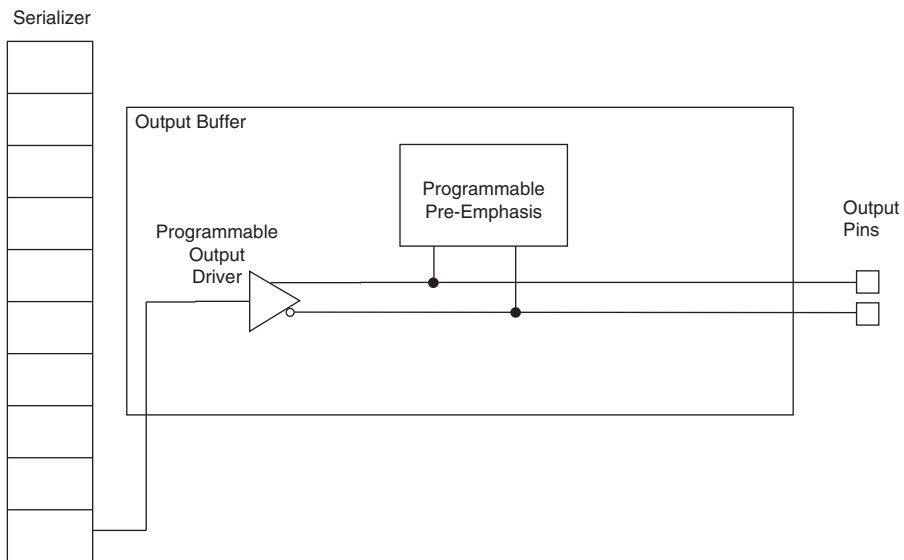 Serializer
Output Buffer
Programmable
Pre-Emphasis
Output
Pins
Programmable
Output
Driver